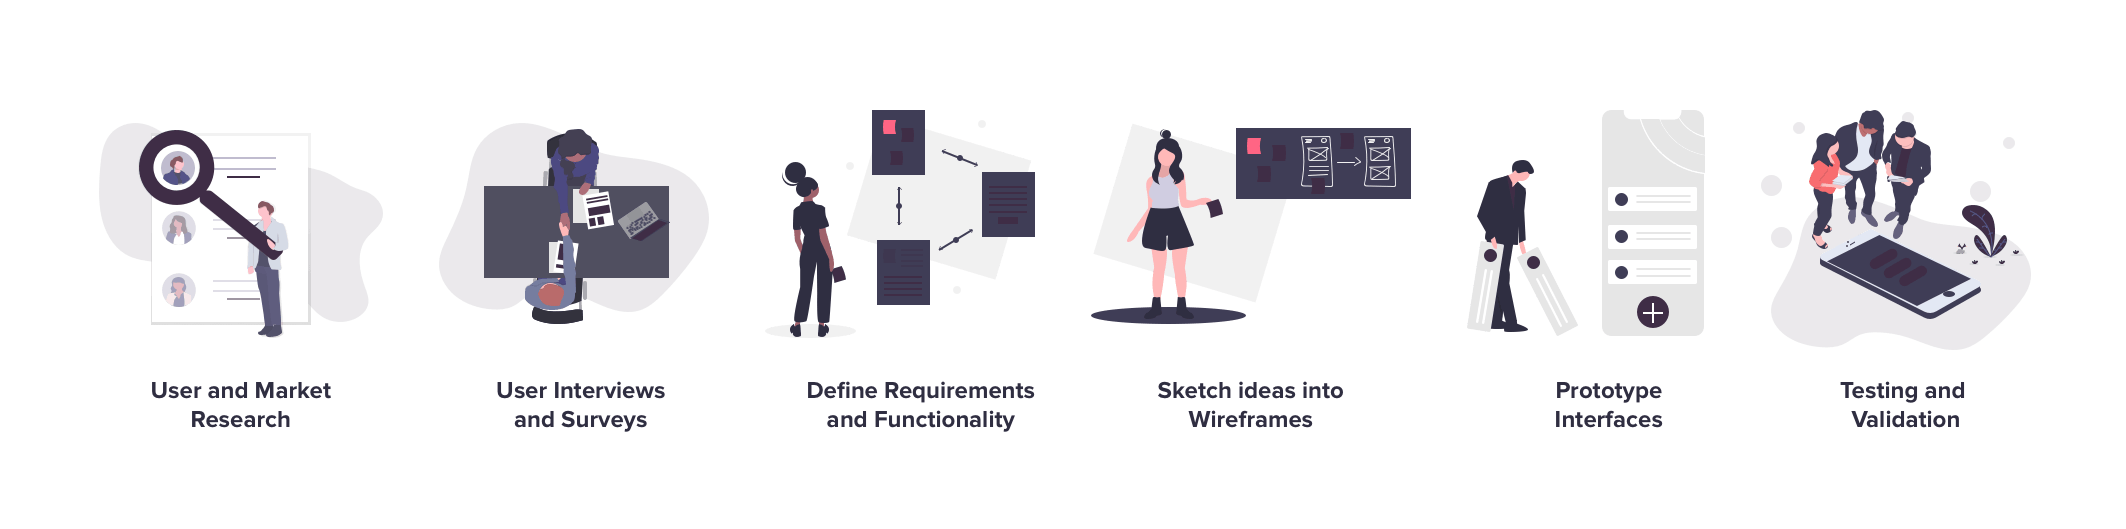 User and Market
Research
User Interviews
and Surveys
Define Requirements
and Functionality
Sketch ideas into
Wireframes
Prototype
Interfaces
Testing and
Validation